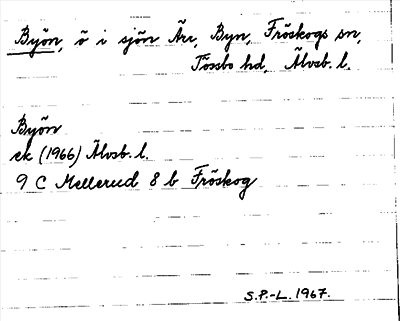 Byön, ö i sjön Ärr, Byn, Fröskogs sn,
Tössbo hd, Älvsb. l.
Byön
ek (1966) Älvsb. l.
9 C Mellerud 8 b Fröskog
S.P.-L. 1967.